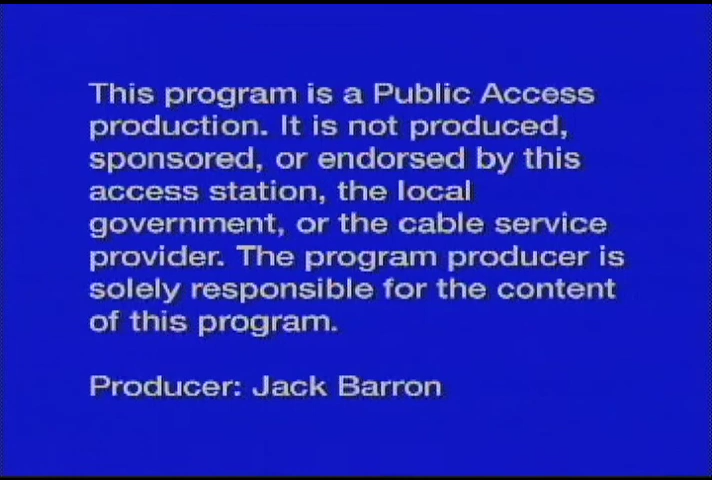 This program is a Public Access
production. It is not produced,
sponsored, or endorsed by this
access station, the local
government, or the cable service
provider. The program producer is
solely responsible for the content
of this program.
Producer: Jack Barron